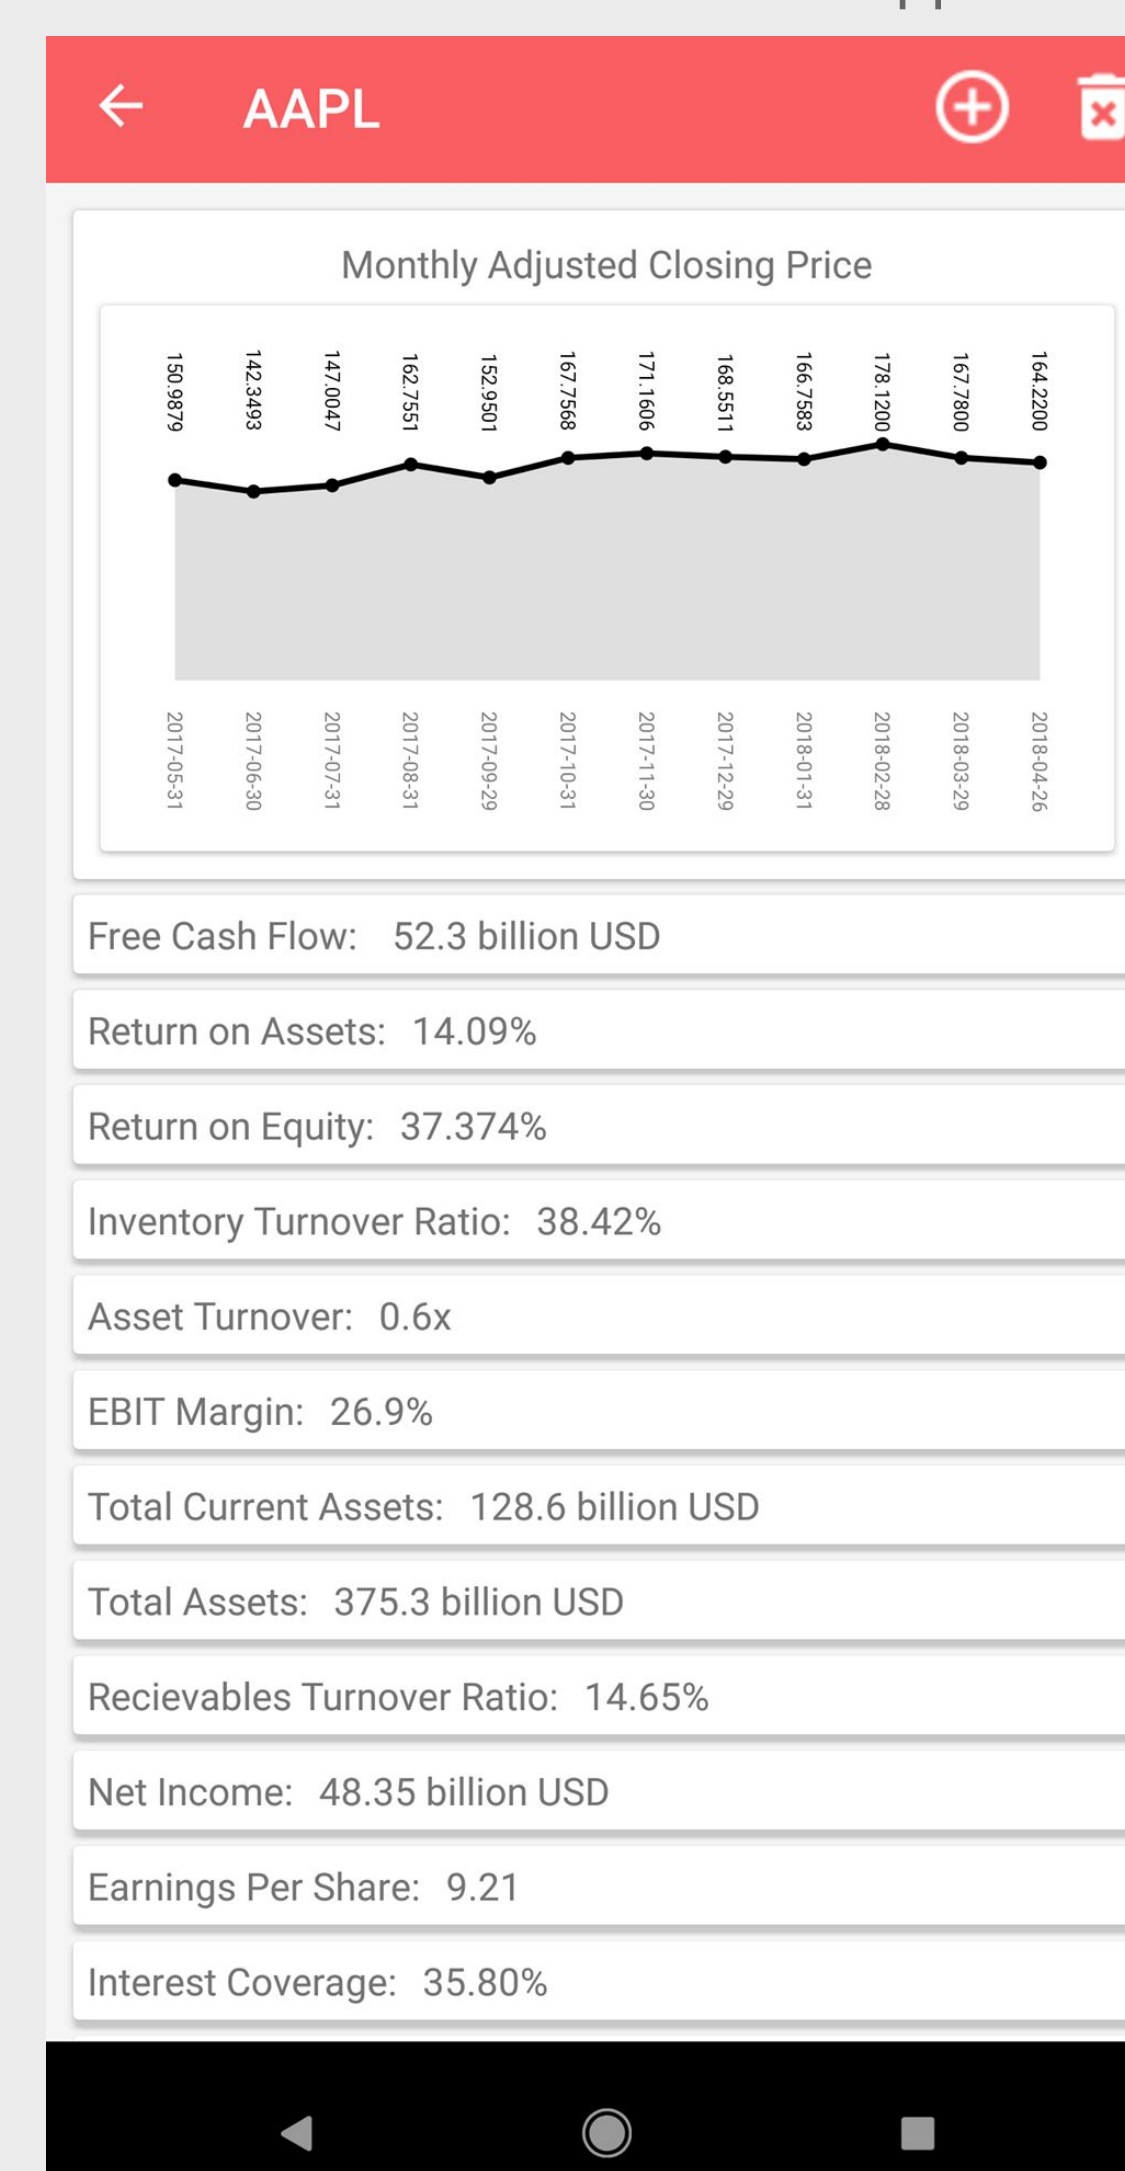 AAPL
Monthly Adjusted Closing Price
150.9879
142.3493
147.0047
162.7551
152.9501
167.7568
171.1606
168.5511
166.7583
178.1200
167.7800
164.2200
2017-05-31
2017-06-30
2017-07-31
2017-08-31
2017-09-29
2017-10-31
2017-11-30
2017-12-29
2018-01-31
2018-02-28
2018-03-29
2018-04-26
Free Cash Flow: 52.3 billion USD
Return on Assets: 14.09%
Return on Equity: 37.374%
Inventory Turnover Ratio: 38.42%
Asset Turnover: 0.6x
EBIT Margin: 26.9%
Total Current Assets: 128.6 billion USD
Total Assets: 375.3 billion USD
Recievables Turnover Ratio: 14.65%
Net Income: 48.35 billion USD
Earnings Per Share: 9.21
Interest Coverage: 35.80%